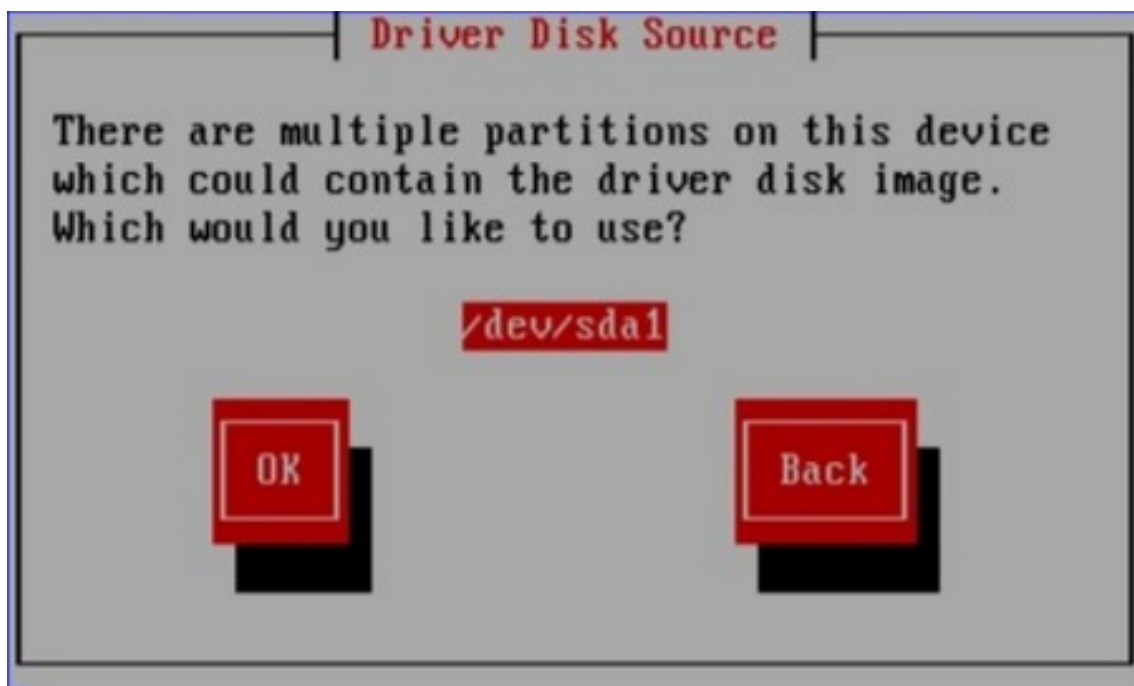 Driver Disk Source
There are multiple partitions on this device
which could contain the driver disk image.
Which would you like to use?
/dev/sda1
OK
Back